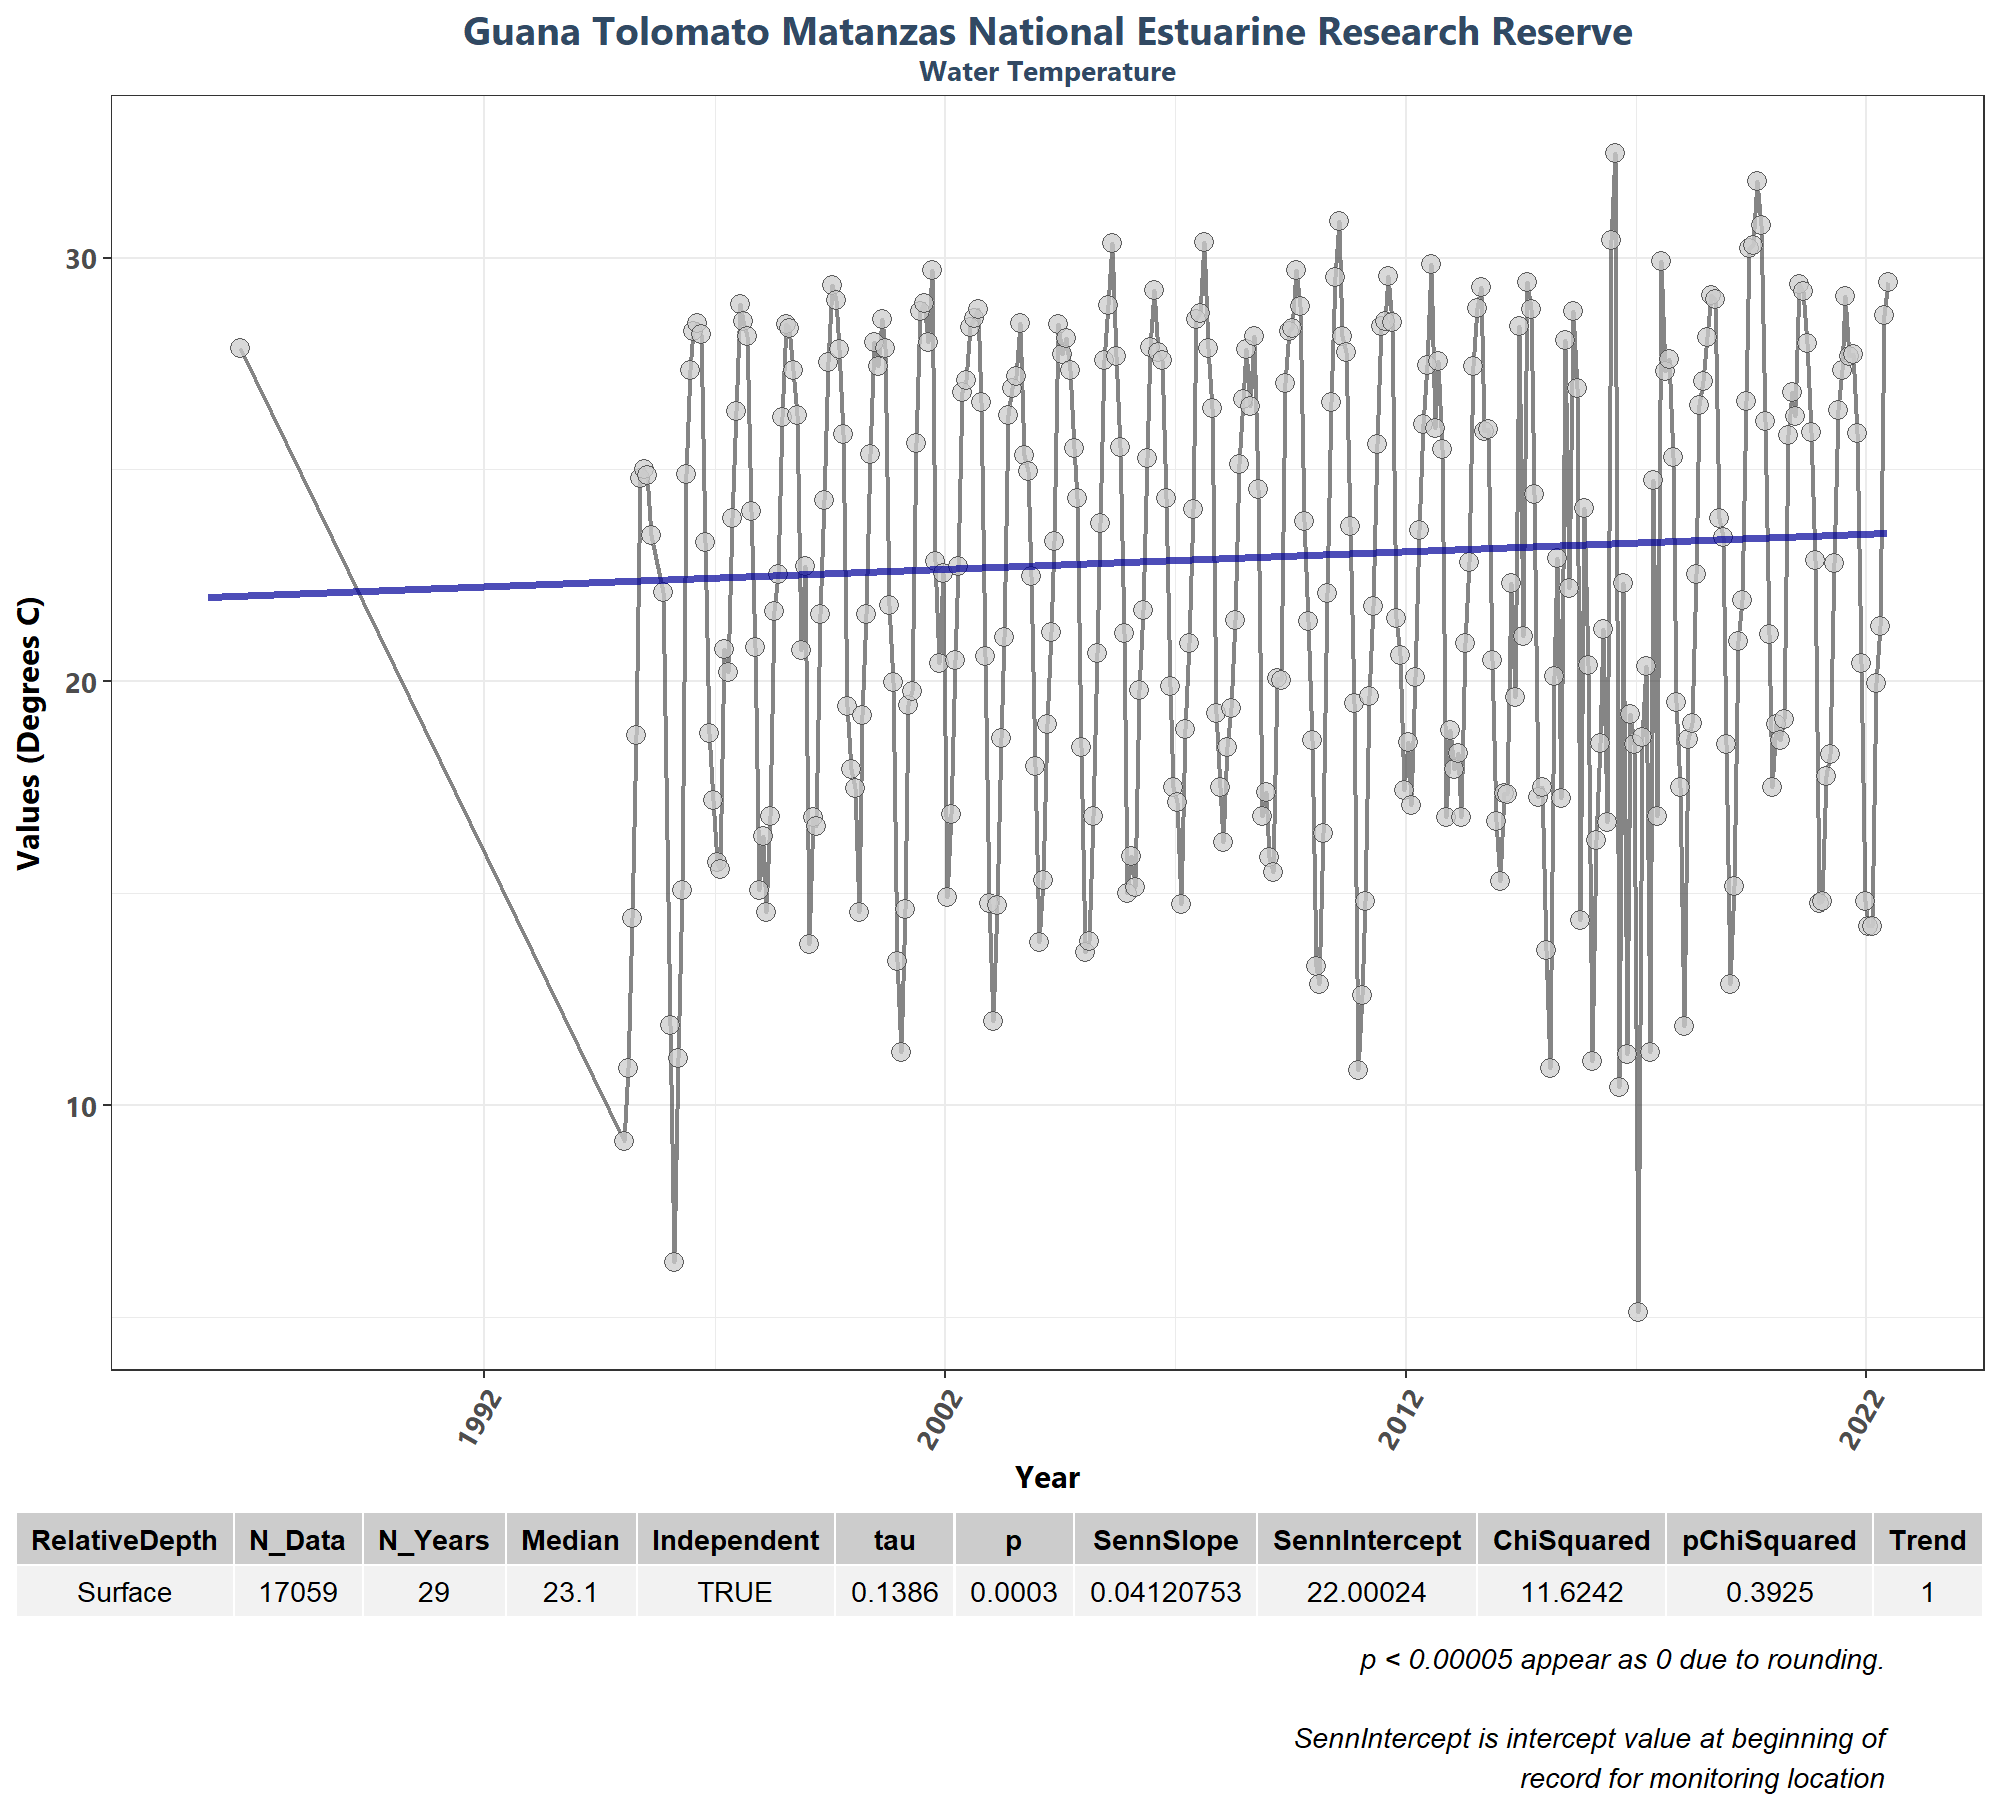 Guana Tolomato Matanzas National Estuarine Research Reserve
Water Temperature
Values (Degrees C)
30
20
10
1992
2002
2012
2022
Year
RelativeDepth N_Data N_Years Median Independent tau p SennSlope SennIntercept ChiSquared pChiSquared Trend
Surface 17059 29 23.1 TRUE 0.1386 0.0003 0.04120753 22.00024 11.6242 0.3925 1
p < 0.00005 appear as 0 due to rounding.
SennIntercept is intercept value at beginning of
record for monitoring location